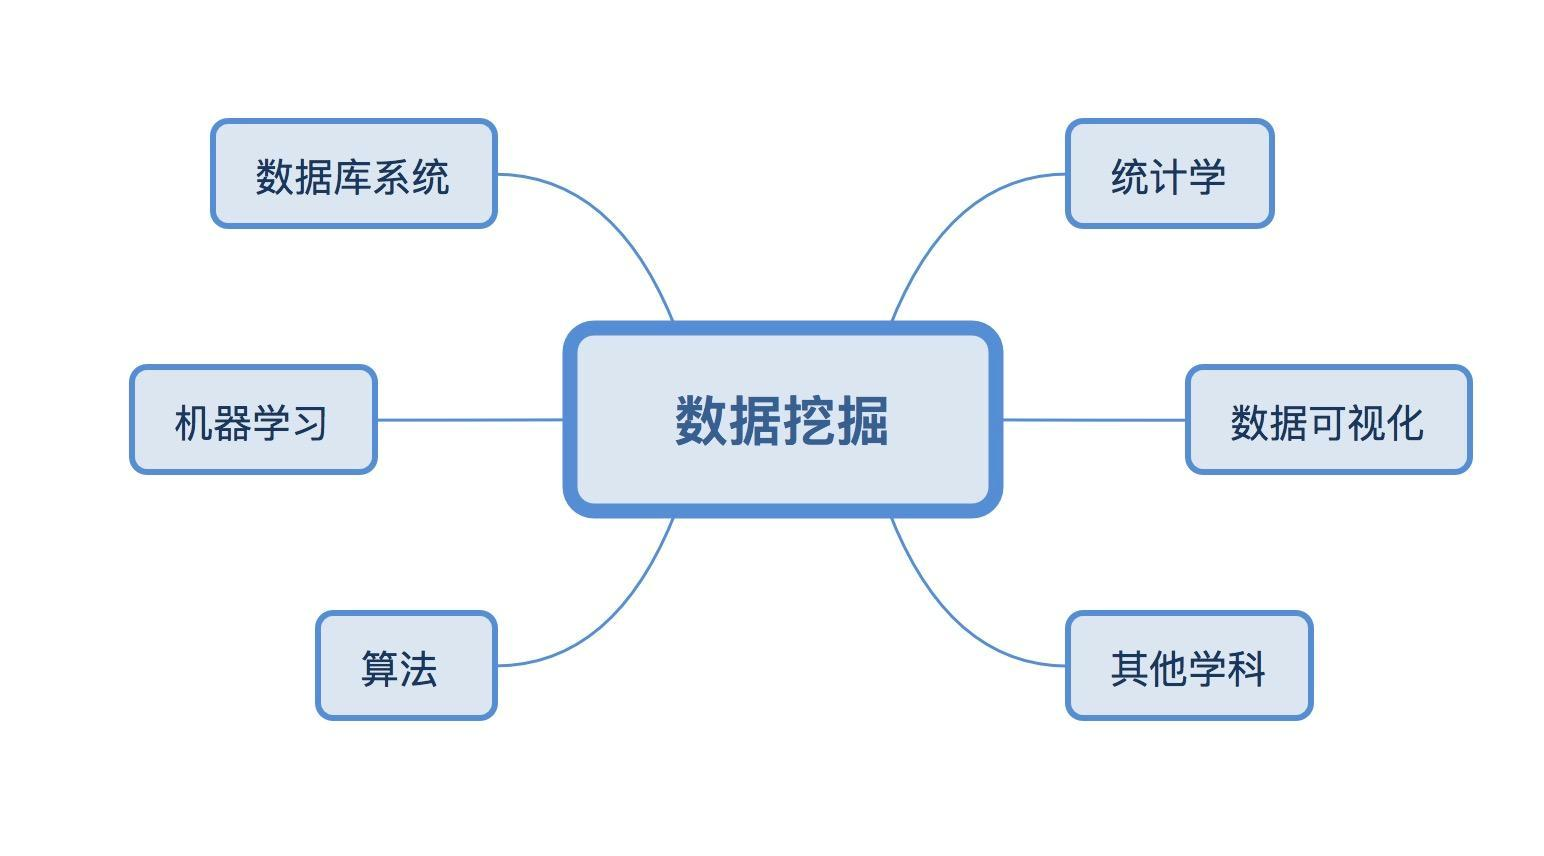 数据库系统
统计学
机器学习
数据挖掘
数据可视化
算法
其他学科